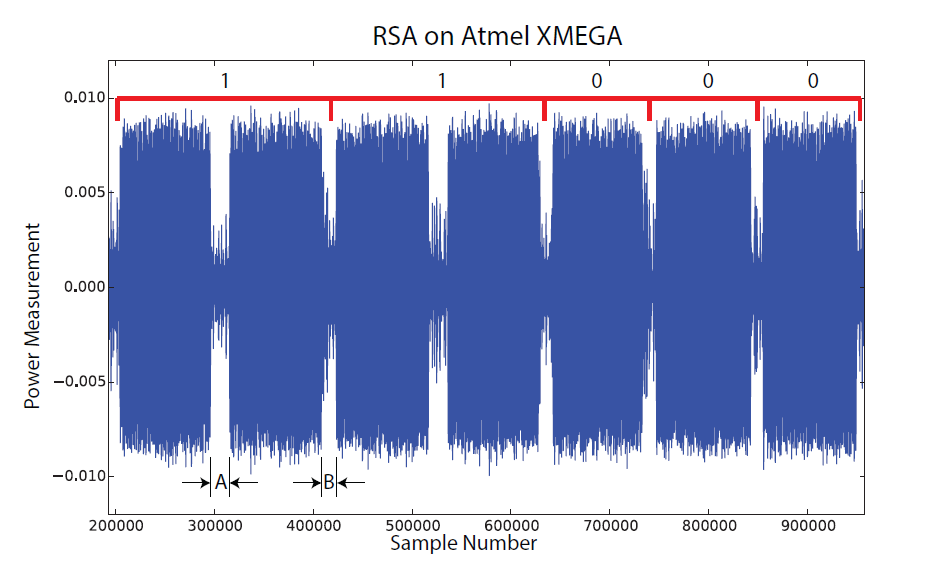 RSA on Atmel XMEGA
1 1 0 0 0
0.010
0.005
0.000
−0.005
−0.010
Power Measurement
A B
200000 300000 400000 500000 600000 700000 800000 900000
Sample Number